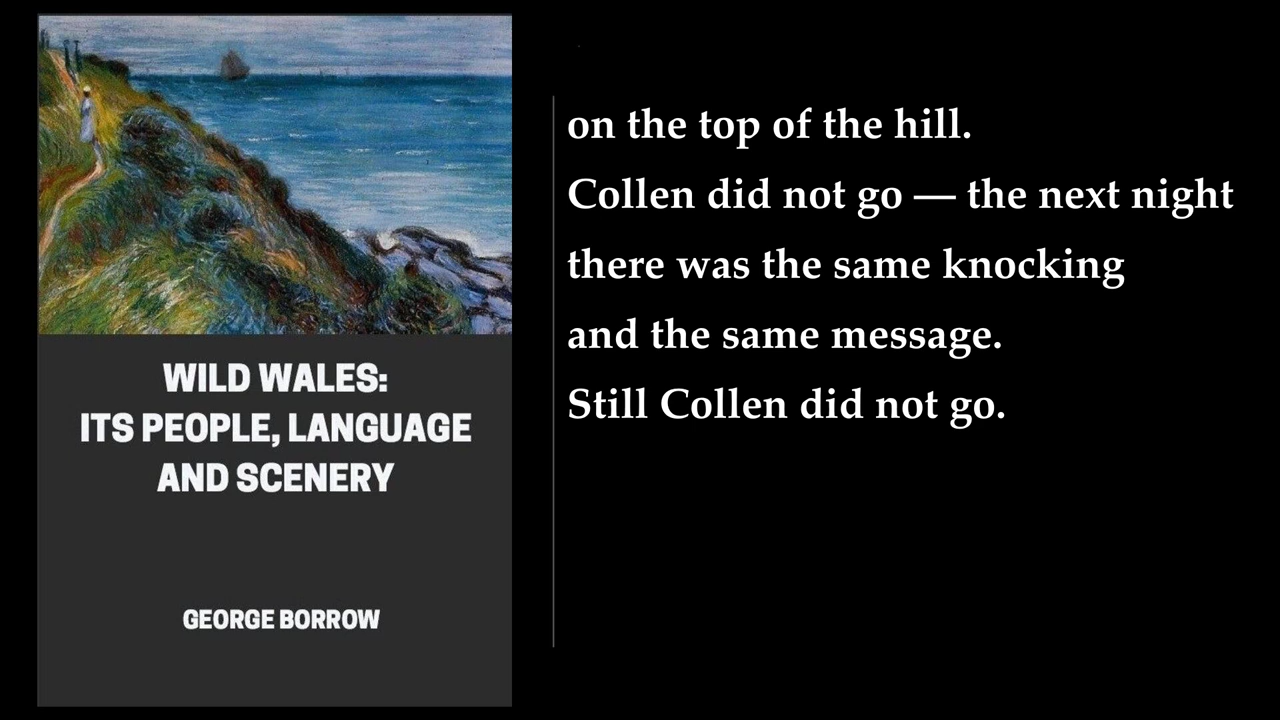 WILD WALES:
ITS PEOPLE, LANGUAGE
AND SCENERY
GEORGE BORROW
on the top of the hill.
Collen did not go — the next night
there was the same knocking
and the same message.
Still Collen did not go.